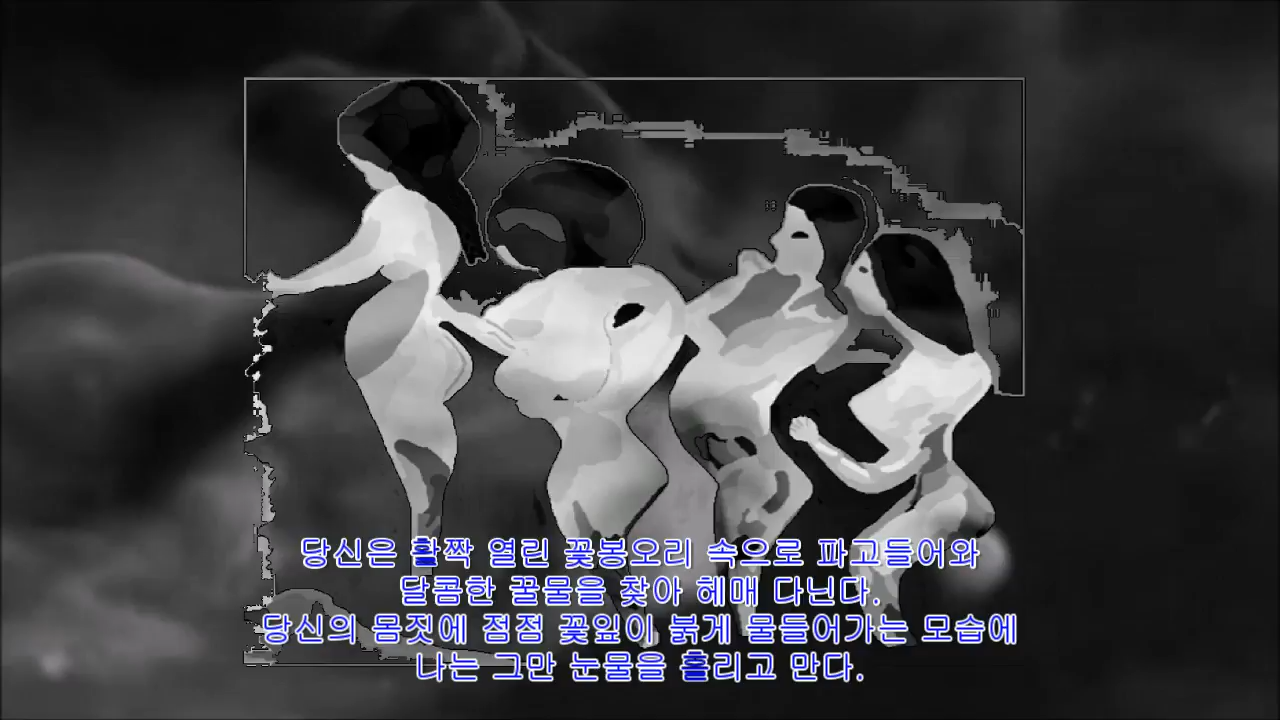 당신은 활짝 열린 꽃봉오리 속으로 파고들어와
달콤한 꿀물을 찾아 헤매 다닌다.
당신의 몸짓에 점점 꽃잎이 붉게 물들어가는 모습에
나는 그만 눈물을 흘리고 만다.